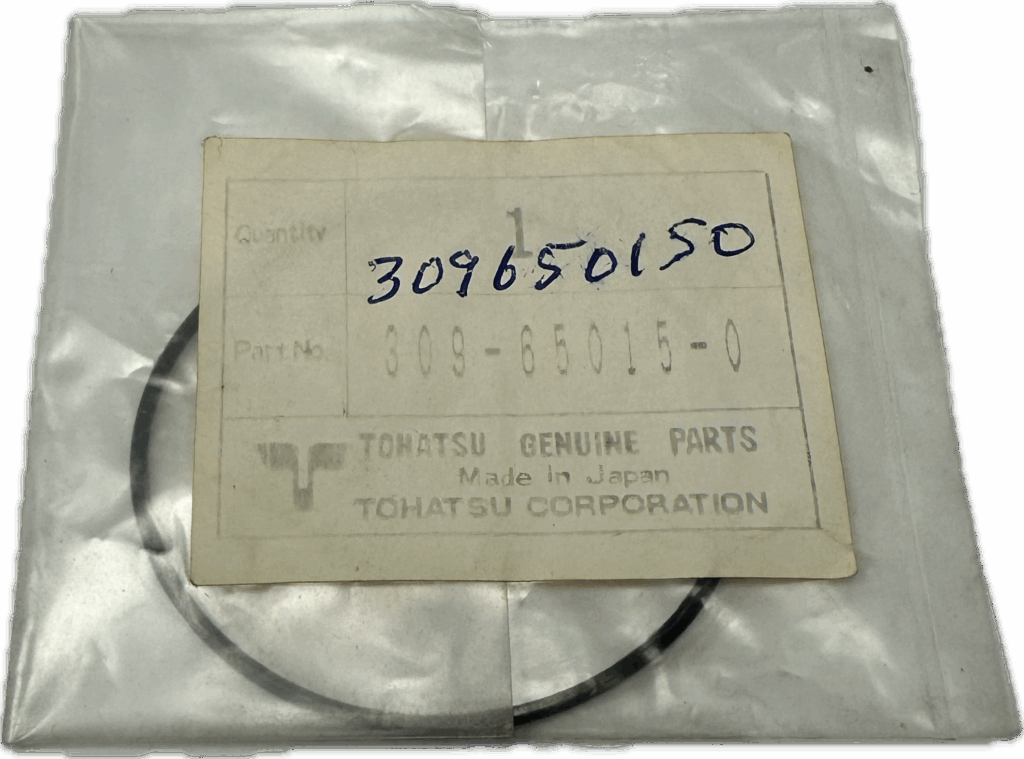 Quantity 1
309650150
Part No. 309-65015-0
TOHATSU GENUINE PARTS
Made in Japan
TOHATSU CORPORATION